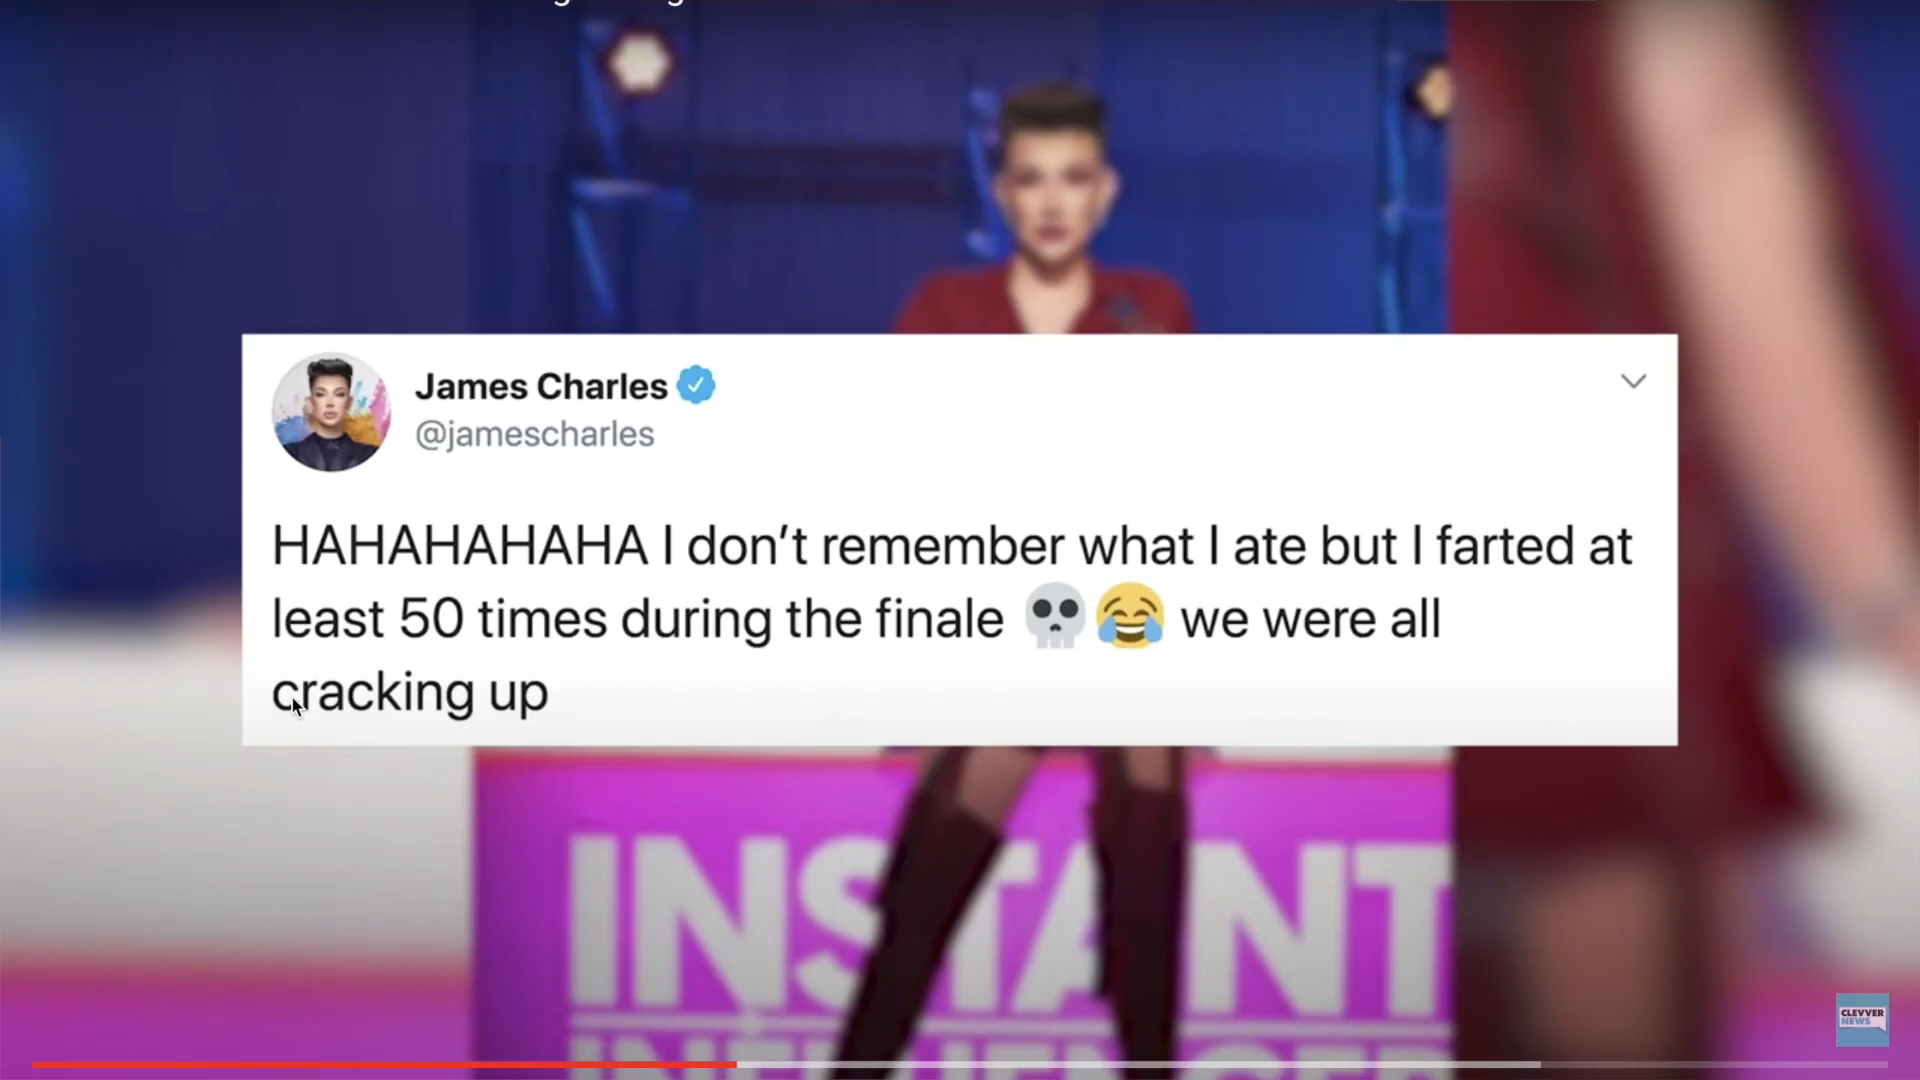 James Charles
@jamescharles
HAHAHAHAHA I don’t remember what I ate but I farted at
least 50 times during the finale 💀😂 we were all
cracking up
INSTANT
INFLUENCER
CLEVVER
NEWS